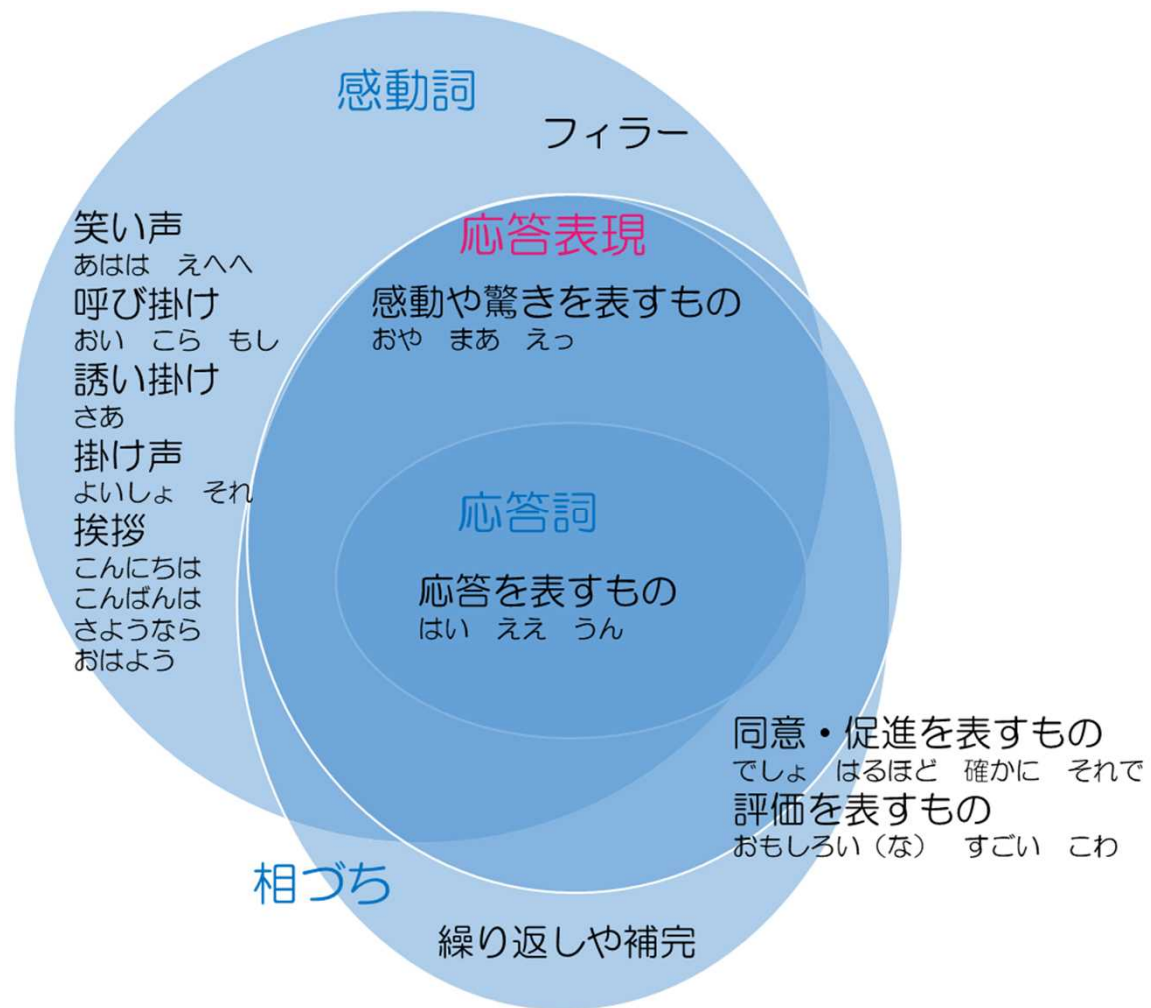 感動詞
フィラー
笑い声
あはは　えへへ
呼び掛け
おい　こら　もし
誘い掛け
さあ
掛け声
よいしょ　それ
挨拶
こんにちは
こんばんは
さようなら
おはよう
応答表現
感動や驚きを表すもの
おや　まあ　えっ
応答詞
応答を表すもの
はい　ええ　うん
同意・促進を表すもの
でしょ　はるほど　確かに　それで
評価を表すもの
おもしろい（な）　すごい　こわ
相づち
繰り返しや補完